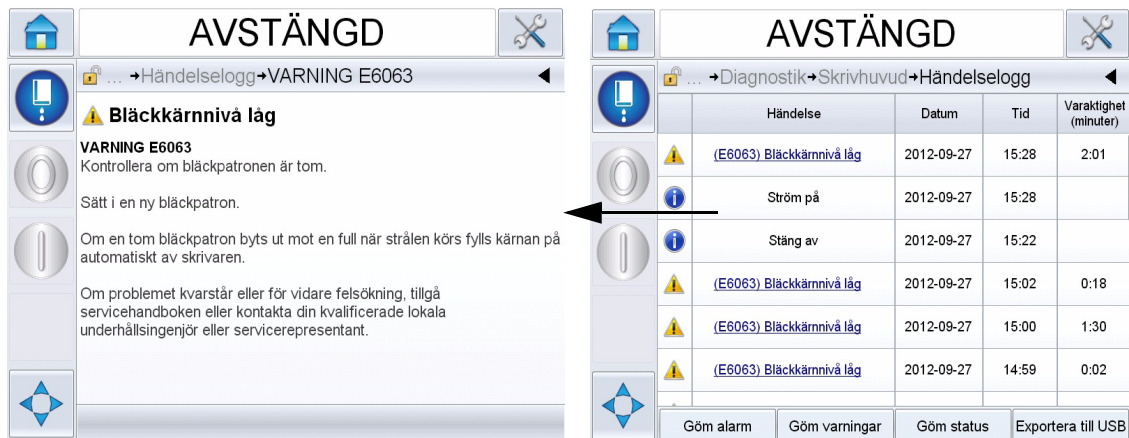 AVSTÄNGD
... →Händelselogg→VARNING E6063
Bläckkärnnivå låg
VARNING E6063
Kontrollera om bläckpatronen är tom.
Sätt i en ny bläckpatron.
Om en tom bläckpatron byts ut mot en full när strålen körs fylls kärnan på
automatiskt av skrivaren.
Om problemet kvarstår eller för vidare felsökning, tillgå
servicehandboken eller kontakta din kvalificerade lokala
underhållsingenjör eller servicerepresentant.
AVSTÄNGD
... →Diagnostik→Skrivhuvud→Händelselogg
Händelse Datum Tid Varaktighet
(minuter)
(E6063) Bläckkärnnivå låg 2012-09-27 15:28 2:01
Ström på 2012-09-27 15:28
Stäng av 2012-09-27 15:22
(E6063) Bläckkärnnivå låg 2012-09-27 15:02 0:18
(E6063) Bläckkärnnivå låg 2012-09-27 15:00 1:30
(E6063) Bläckkärnnivå låg 2012-09-27 14:59 0:02
Göm alarm Göm varningar Göm status Exportera till USB